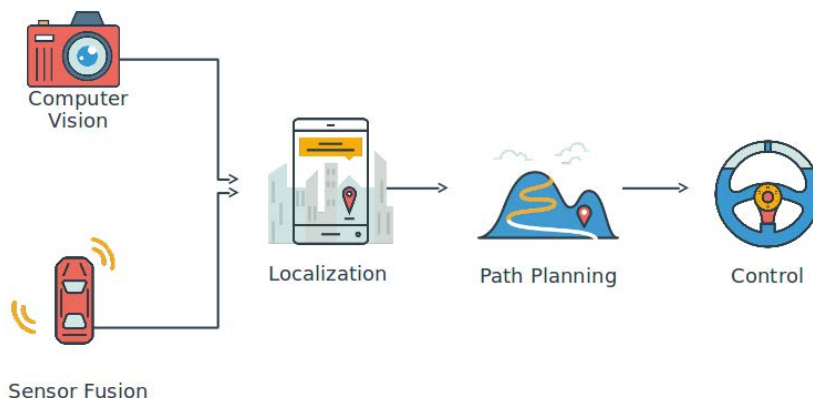 Computer
Vision
Localization
Path Planning
Control
Sensor Fusion